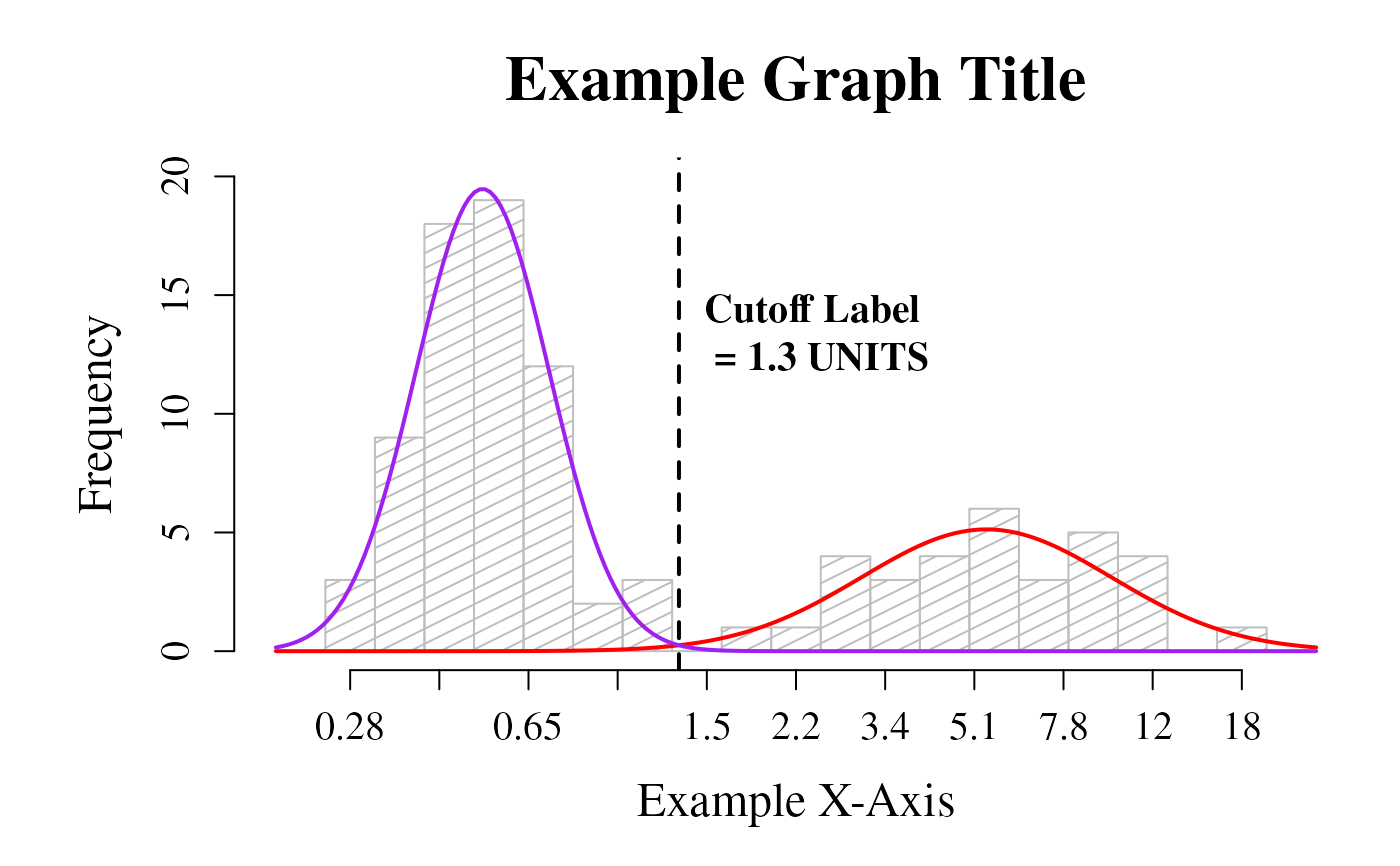 Example Graph Title
20
15
10
5
0
Frequency
Cutoff Label
= 1.3 UNITS
0.28 0.65 1.5 2.2 3.4 5.1 7.8 12 18
Example X-Axis